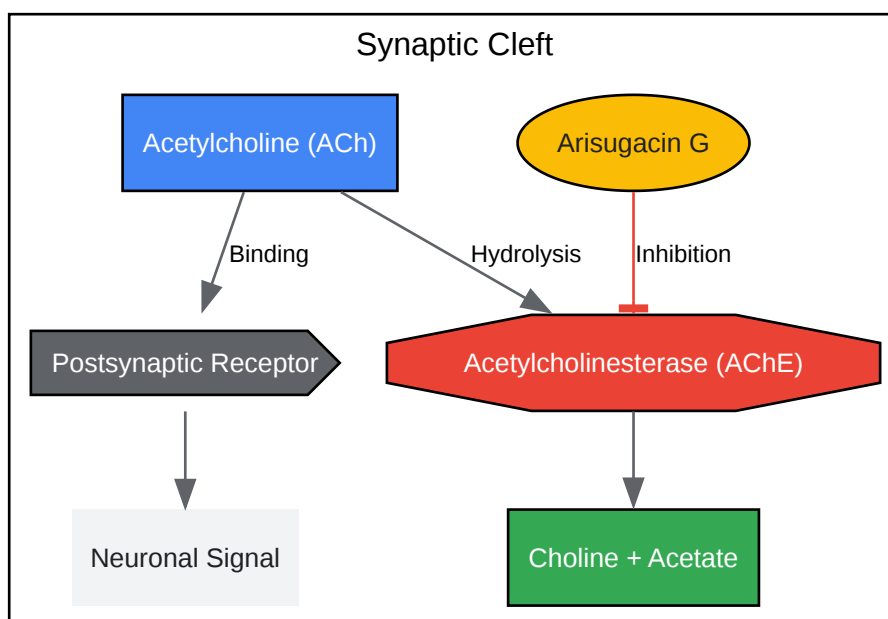 Synaptic Cleft
Acetylcholine (ACh)
Arisugacin G
Binding
Hydrolysis
Inhibition
Postsynaptic Receptor
Acetylcholinesterase (AChE)
Neuronal Signal
Choline + Acetate